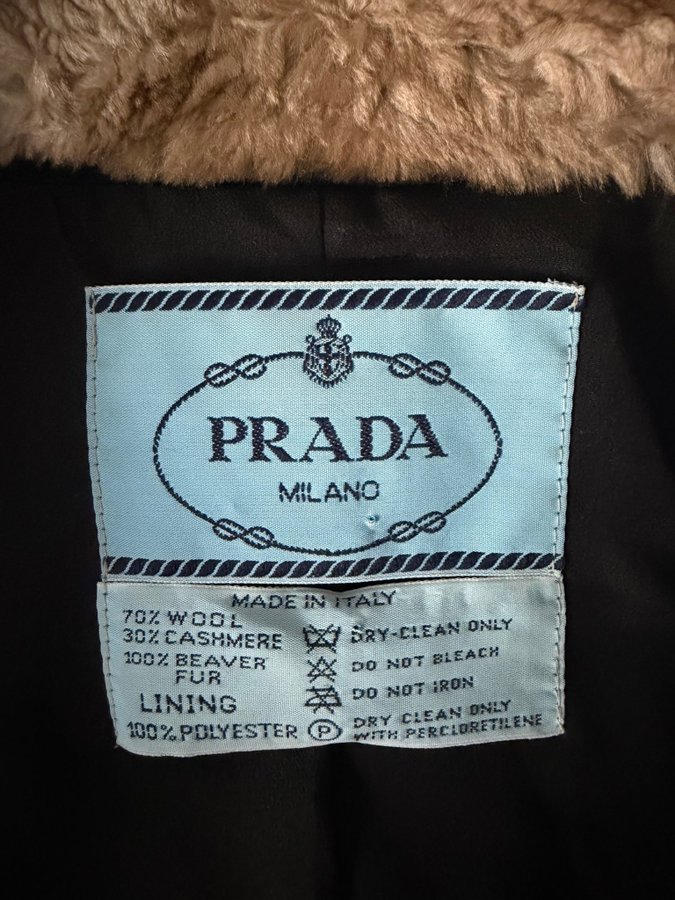 PRADA
MILANO
MADE IN ITALY
70% WOOL
30% CASHMERE
100% BEAVER
FUR
LINING
100% POLYESTER
DRY-CLEAN ONLY
DO NOT BLEACH
DO NOT IRON
P
DRY CLEAN ONLY
WITH PERCLORETILENE